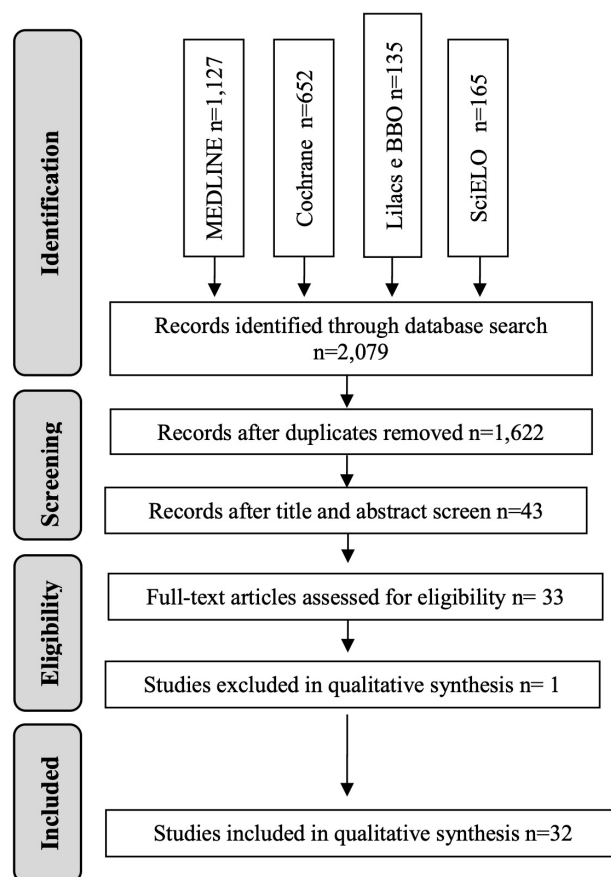 Identification
MEDLINE n=1,127
Cochrane n=652
Lilacs e BBO n=135
SciELO n=165
Records identified through database search
n=2,079
Screening
Records after duplicates removed n=1,622
Records after title and abstract screen n=43
Eligibility
Full-text articles assessed for eligibility n= 33
Studies excluded in qualitative synthesis n= 1
Included
Studies included in qualitative synthesis n=32